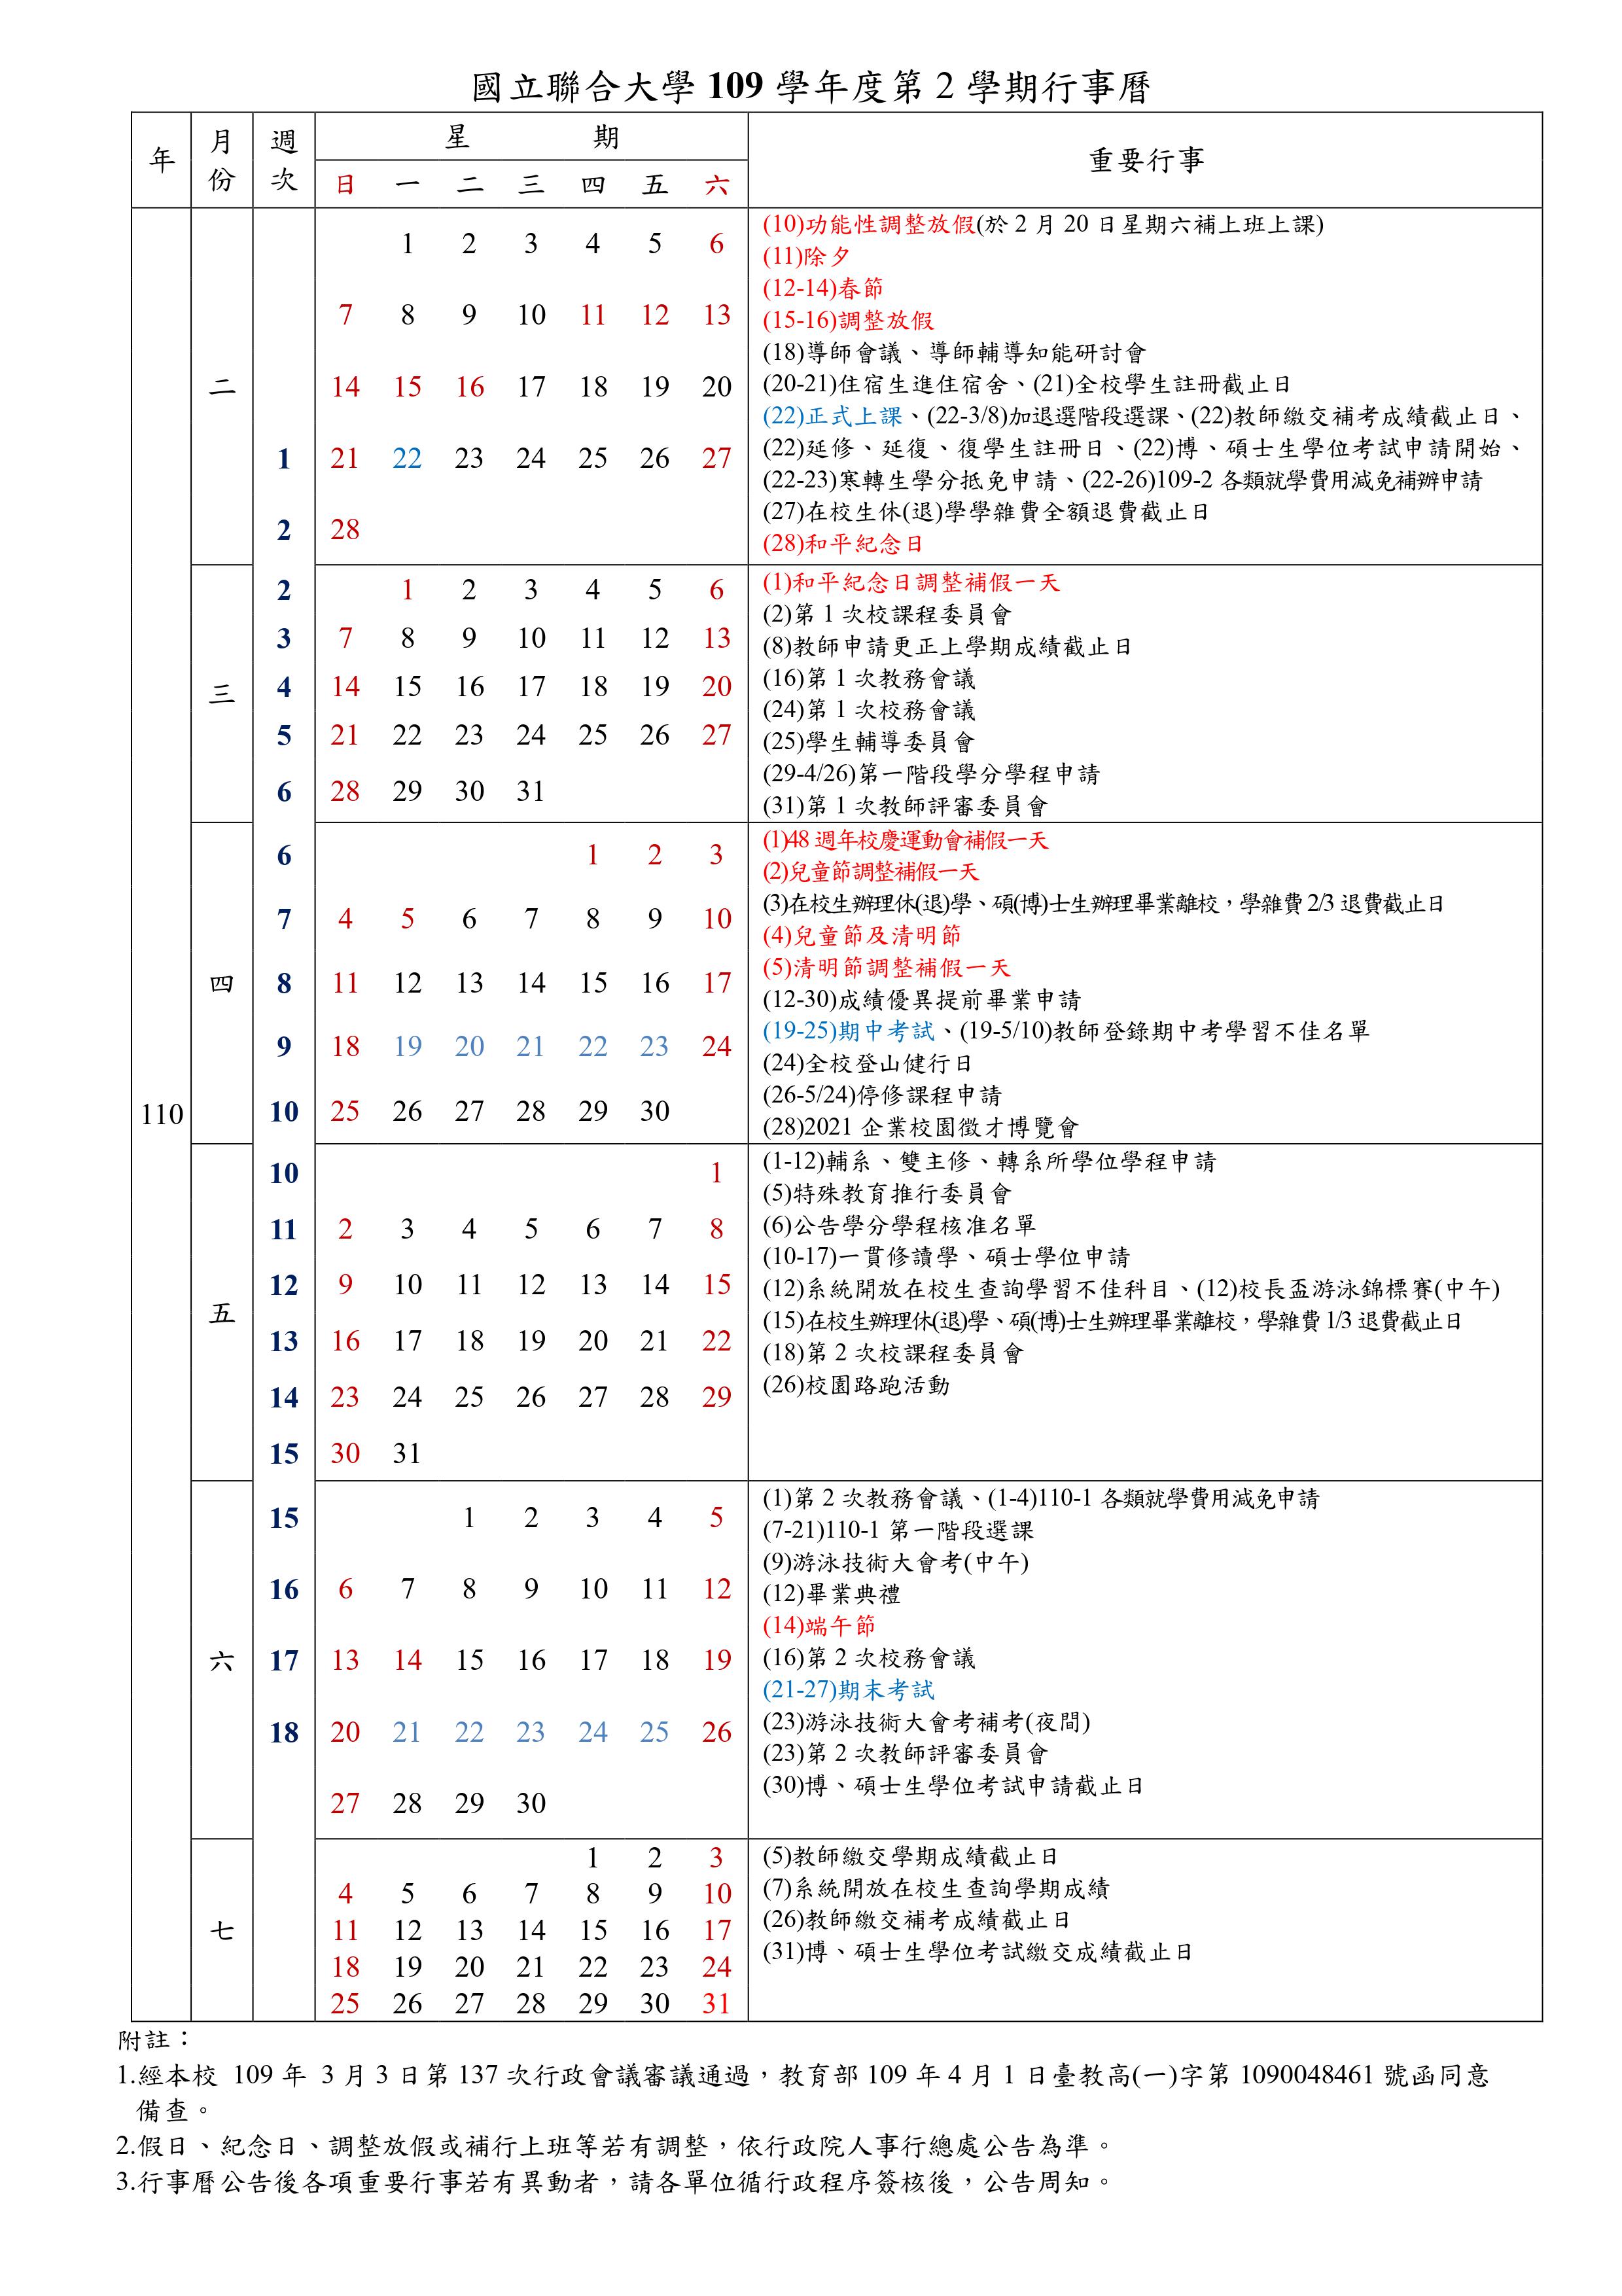 國立聯合大學 109 學年度第 2 學期行事曆
年 月份 週次 星 期 重要行事
日 一 二 三 四 五 六
110
二
1 2 3 4 5 6
7 8 9 10 11 12 13
14 15 16 17 18 19 20
1 21 22 23 24 25 26 27
2 28
(10)功能性調整放假(於 2 月 20 日星期六補上班上課)
(11)除夕
(12-14)春節
(15-16)調整放假
(18)導師會議、導師輔導知能研討會
(20-21)住宿生進住宿舍、(21)全校學生註冊截止日
(22)正式上課、(22-3/8)加退選階段選課、(22)教師繳交補考成績截止日、
(22)延修、延復、復學生註冊日、(22)博、碩士生學位考試申請開始、
(22-23)寒轉生學分抵免申請、(22-26)109-2 各類就學費用減免補辦申請
(27)在校生休(退)學學雜費全額退費截止日
(28)和平紀念日
三
2 1 2 3 4 5 6
3 7 8 9 10 11 12 13
4 14 15 16 17 18 19 20
5 21 22 23 24 25 26 27
6 28 29 30 31
(1)和平紀念日調整補假一天
(2)第 1 次校課程委員會
(8)教師申請更正上學期成績截止日
(16)第 1 次教務會議
(24)第 1 次校務會議
(25)學生輔導委員會
(29-4/26)第一階段學分學程申請
(31)第 1 次教師評審委員會
四
6 1 2 3
7 4 5 6 7 8 9 10
8 11 12 13 14 15 16 17
9 18 19 20 21 22 23 24
10 25 26 27 28 29 30
(1)48 週年校慶運動會補假一天
(2)兒童節調整補假一天
(3)在校生辦理休(退)學、碩(博)士生辦理畢業離校，學雜費 2/3 退費截止日
(4)兒童節及清明節
(5)清明節調整補假一天
(12-30)成績優異提前畢業申請
(19-25)期中考試、(19-5/10)教師登錄期中考學習不佳名單
(24)全校登山健行日
(26-5/24)停修課程申請
(28)2021 企業校園徵才博覽會
五
10 1
11 2 3 4 5 6 7 8
12 9 10 11 12 13 14 15
13 16 17 18 19 20 21 22
14 23 24 25 26 27 28 29
15 30 31
(1-12)輔系、雙主修、轉系所學位學程申請
(5)特殊教育推行委員會
(6)公告學分學程核准名單
(10-17)一貫修讀學、碩士學位申請
(12)系統開放在校生查詢學習不佳科目、(12)校長盃游泳錦標賽(中午)
(15)在校生辦理休(退)學、碩(博)士生辦理畢業離校，學雜費 1/3 退費截止日
(18)第 2 次校課程委員會
(26)校園路跑活動
六
15 1 2 3 4 5
16 6 7 8 9 10 11 12
17 13 14 15 16 17 18 19
18 20 21 22 23 24 25 26
27 28 29 30
(1)第 2 次教務會議、(1-4)110-1 各類就學費用減免申請
(7-21)110-1 第一階段選課
(9)游泳技術大會考(中午)
(12)畢業典禮
(14)端午節
(16)第 2 次校務會議
(21-27)期末考試
(23)游泳技術大會考補考(夜間)
(23)第 2 次教師評審委員會
(30)博、碩士生學位考試申請截止日
七
1 2 3
4 5 6 7 8 9 10
11 12 13 14 15 16 17
18 19 20 21 22 23 24
25 26 27 28 29 30 31
(5)教師繳交學期成績截止日
(7)系統開放在校生查詢學期成績
(26)教師繳交補考成績截止日
(31)博、碩士生學位考試繳交成績截止日
附註：
1.經本校 109 年 3 月 3 日第 137 次行政會議審議通過，教育部 109 年 4 月 1 日臺教高(一)字第 1090048461 號函同意
備查。
2.假日、紀念日、調整放假或補行上班等若有調整，依行政院人事行總處公告為準。
3.行事曆公告後各項重要行事若有異動者，請各單位循行政程序簽核後，公告周知。